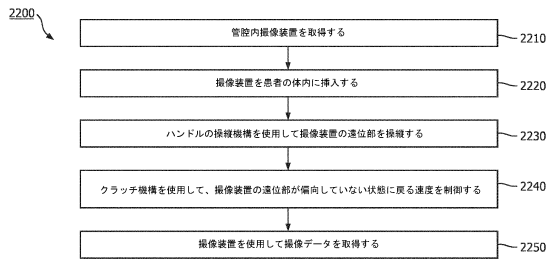 2200
管腔内撮像装置を取得する
2210
撮像装置を患者の体内に挿入する
2220
ハンドルの操縦機構を使用して撮像装置の遠位部を操縦する
2230
クラッチ機構を使用して、撮像装置の遠位部が偏向していない状態に戻る速度を制御する
2240
撮像装置を使用して撮像データを取得する
2250